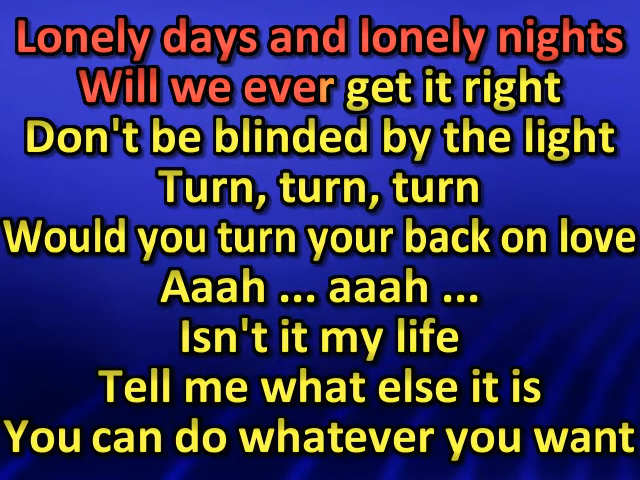 Lonely days and lonely nights
Will we ever get it right
Don't be blinded by the light
Turn, turn, turn
Would you turn your back on love
Aaah ... aaah ...
Isn't it my life
Tell me what else it is
You can do whatever you want